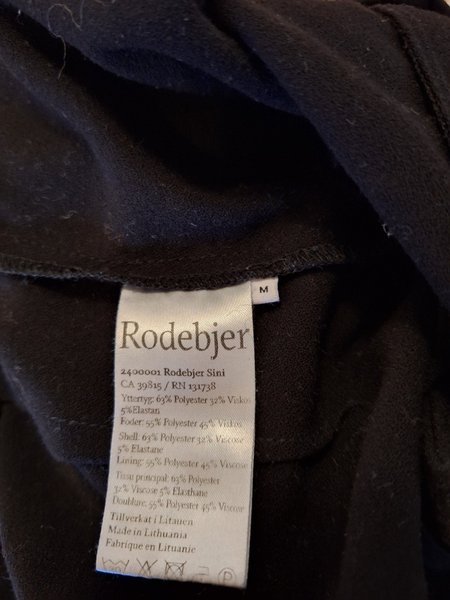 M
Rodebjer
2400001 Rodebjer Sini
CA 39815 / RN 131738
Yttertyg: 63% Polyester 32% Viskos
5%Elastan
Foder: 55% Polyester 45% Viskos
Shell: 63% Polyester 32% Viscose
5% Elastane
Lining: 55% Polyester 45% Viscose
Tissu principal: 63% Polyester
32% Viscose 5% Elasthane
Doublure: 55% Polyester 45% Viscose
Tillverkat i Litauen
Made in Lithuania
Fabrique en Lituanie
P